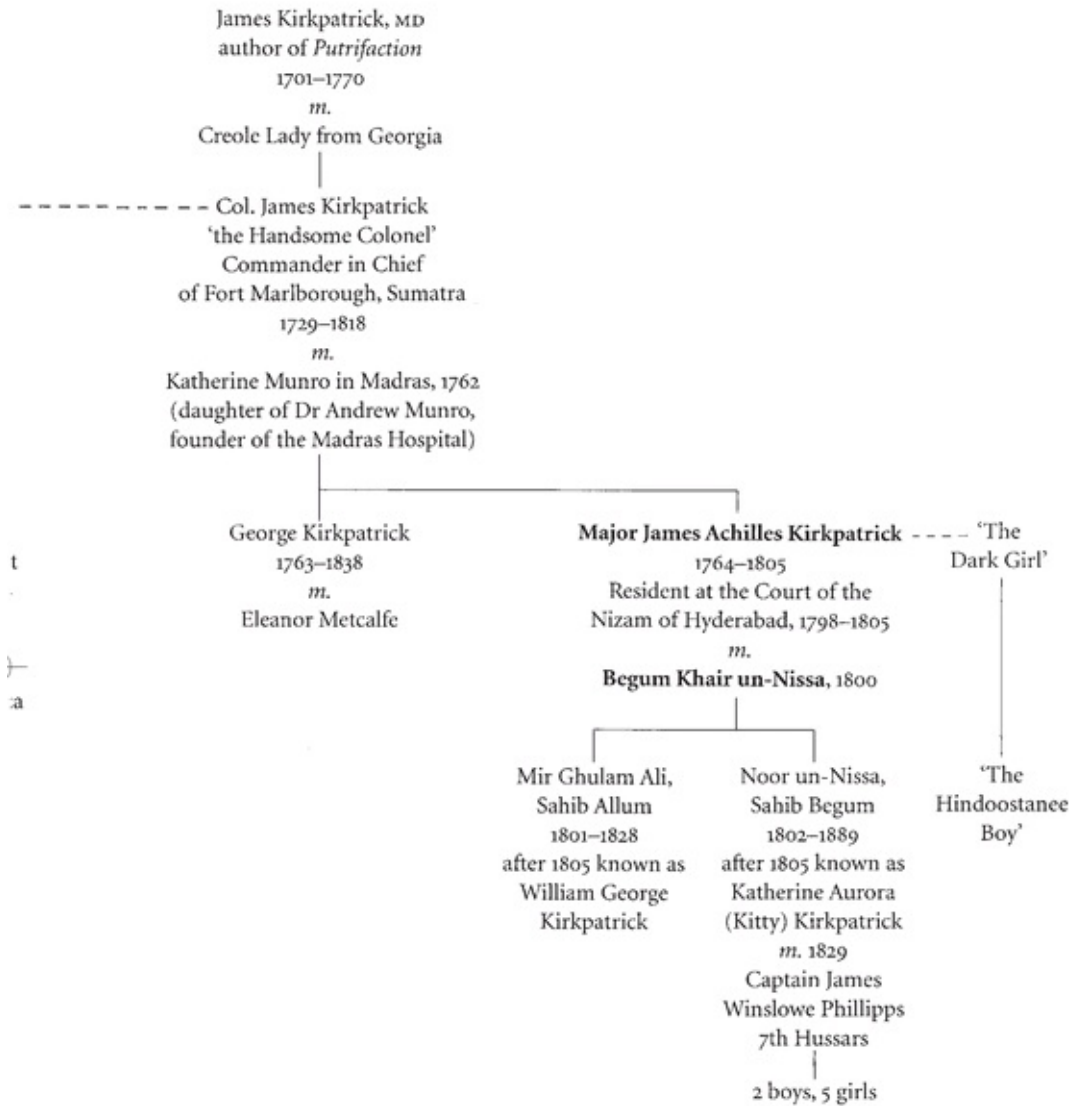 James Kirkpatrick, MD
author of Putrifaction
1701–1770
m.
Creole Lady from Georgia
Col. James Kirkpatrick
‘the Handsome Colonel’
Commander in Chief
of Fort Marlborough, Sumatra
1729–1818
m.
Katherine Munro in Madras, 1762
(daughter of Dr Andrew Munro,
founder of the Madras Hospital)
George Kirkpatrick
1763–1838
m.
Eleanor Metcalfe
Major James Achilles Kirkpatrick
1764–1805
Resident at the Court of the
Nizam of Hyderabad, 1798–1805
m.
Begum Khair un-Nissa, 1800
‘The
Dark Girl’
t
)
a
Mir Ghulam Ali,
Sahib Allum
1801–1828
after 1805 known as
William George
Kirkpatrick
Noor un-Nissa,
Sahib Begum
1802–1889
after 1805 known as
Katherine Aurora
(Kitty) Kirkpatrick
m. 1829
Captain James
Winslowe Phillipps
7th Hussars
2 boys, 5 girls
‘The
Hindoostanee
Boy’